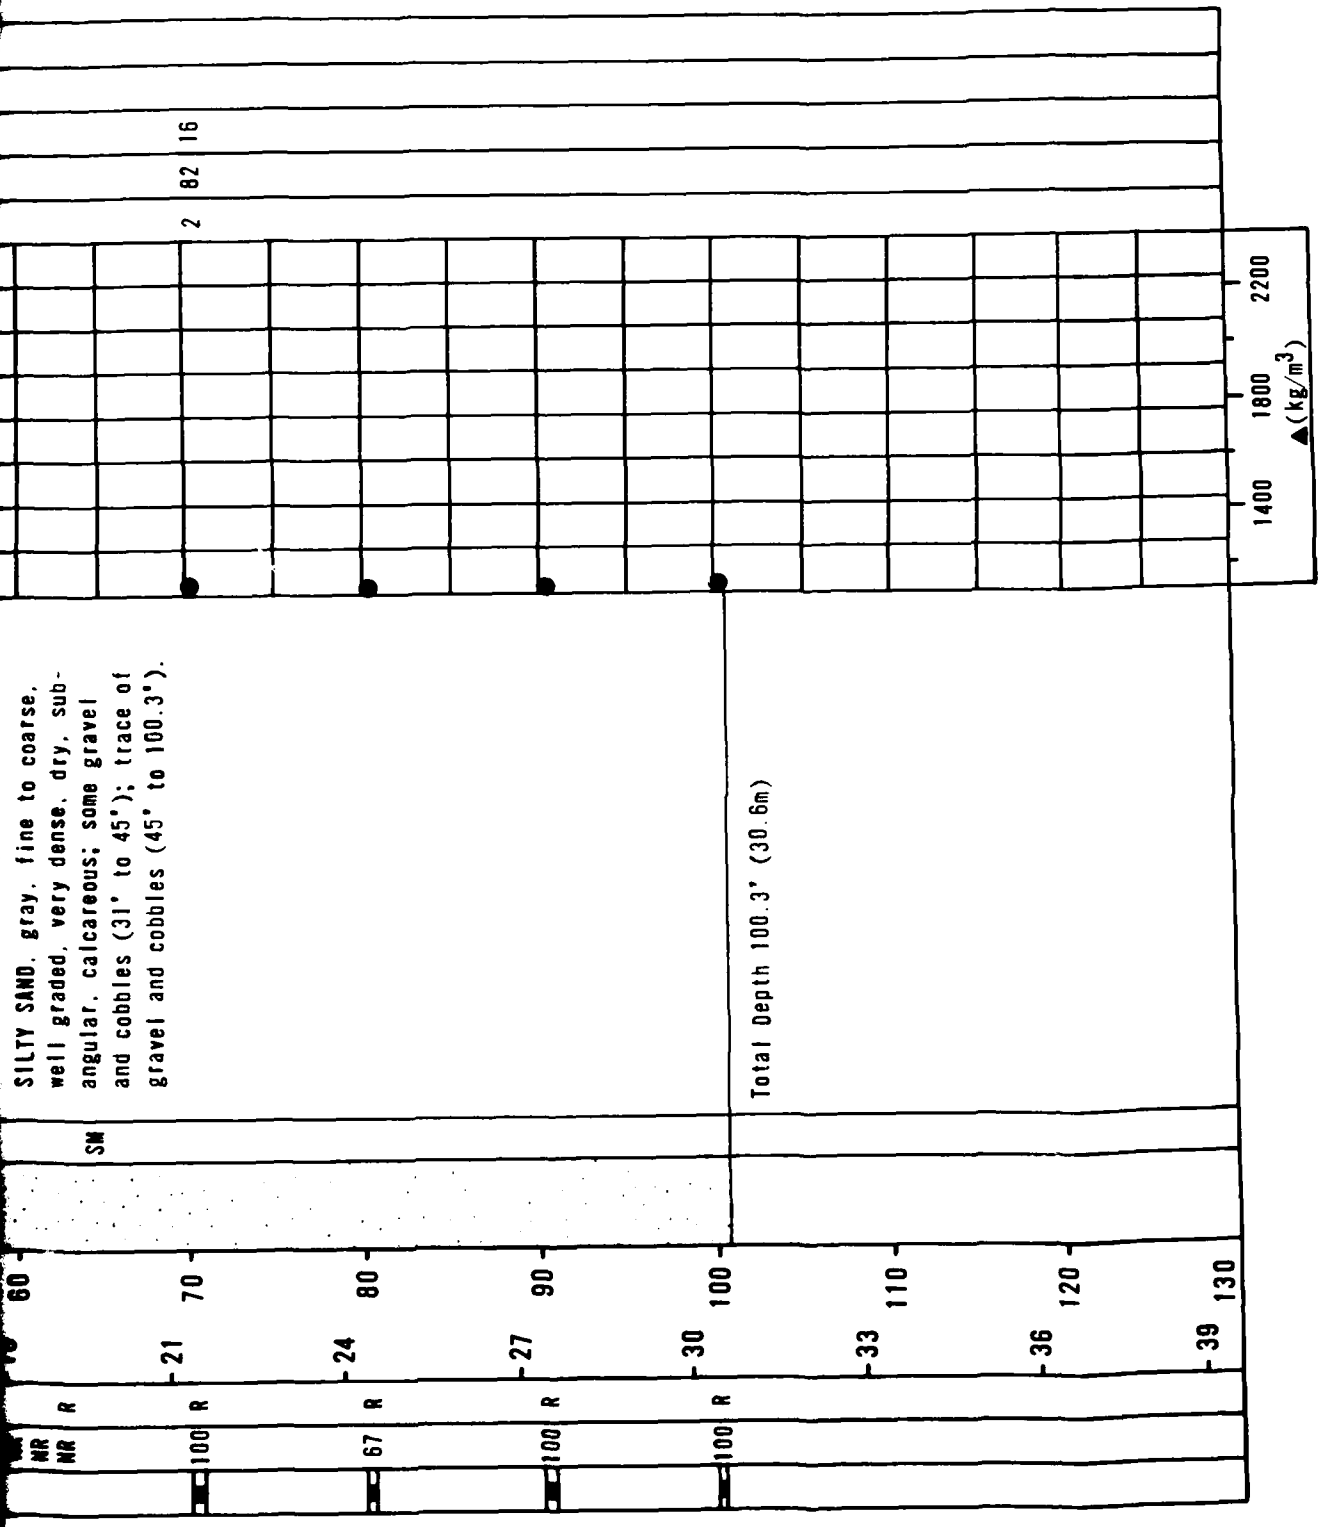 NR
NR R
100 R
67 R
100 R
100 R
21
24
27
30
33
36
39
60
70
80
90
100
110
120
130
SM
SILTY SAND, gray, fine to coarse,
well graded, very dense, dry, sub-
angular, calcareous; some gravel
and cobbles (31' to 45'); trace of
gravel and cobbles (45' to 100.3').
Total Depth 100.3' (30.6m)
2 82 16
1400 1800 2200
▲(kg/m³)